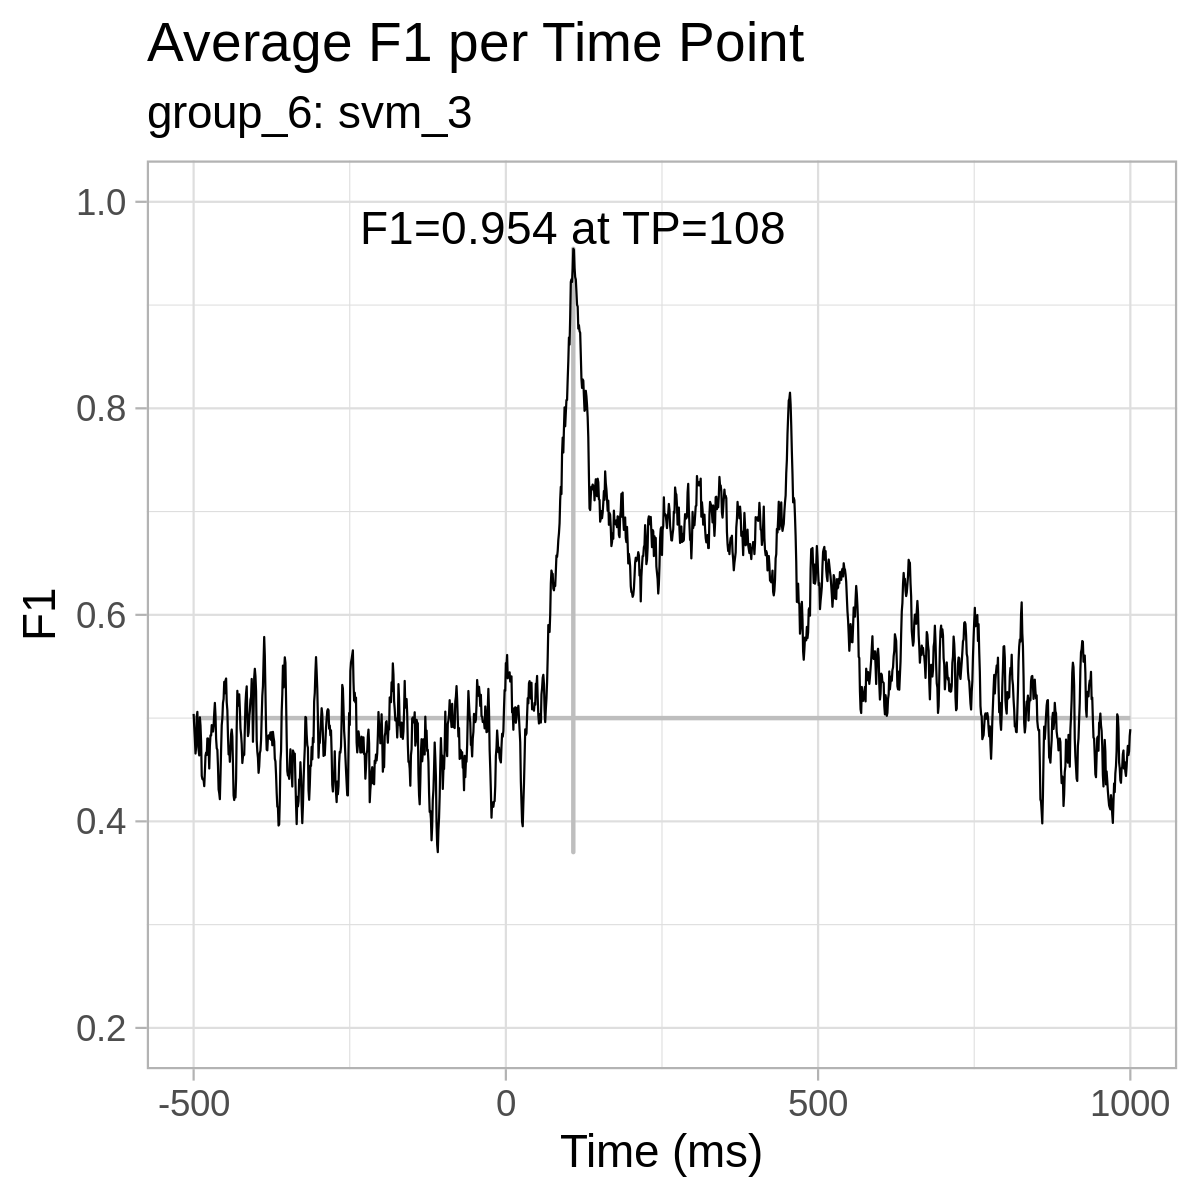 Average F1 per Time Point
group_6: svm_3
F1=0.954 at TP=108
1.0
0.8
0.6
0.4
0.2
F1
-500 0 500 1000
Time (ms)